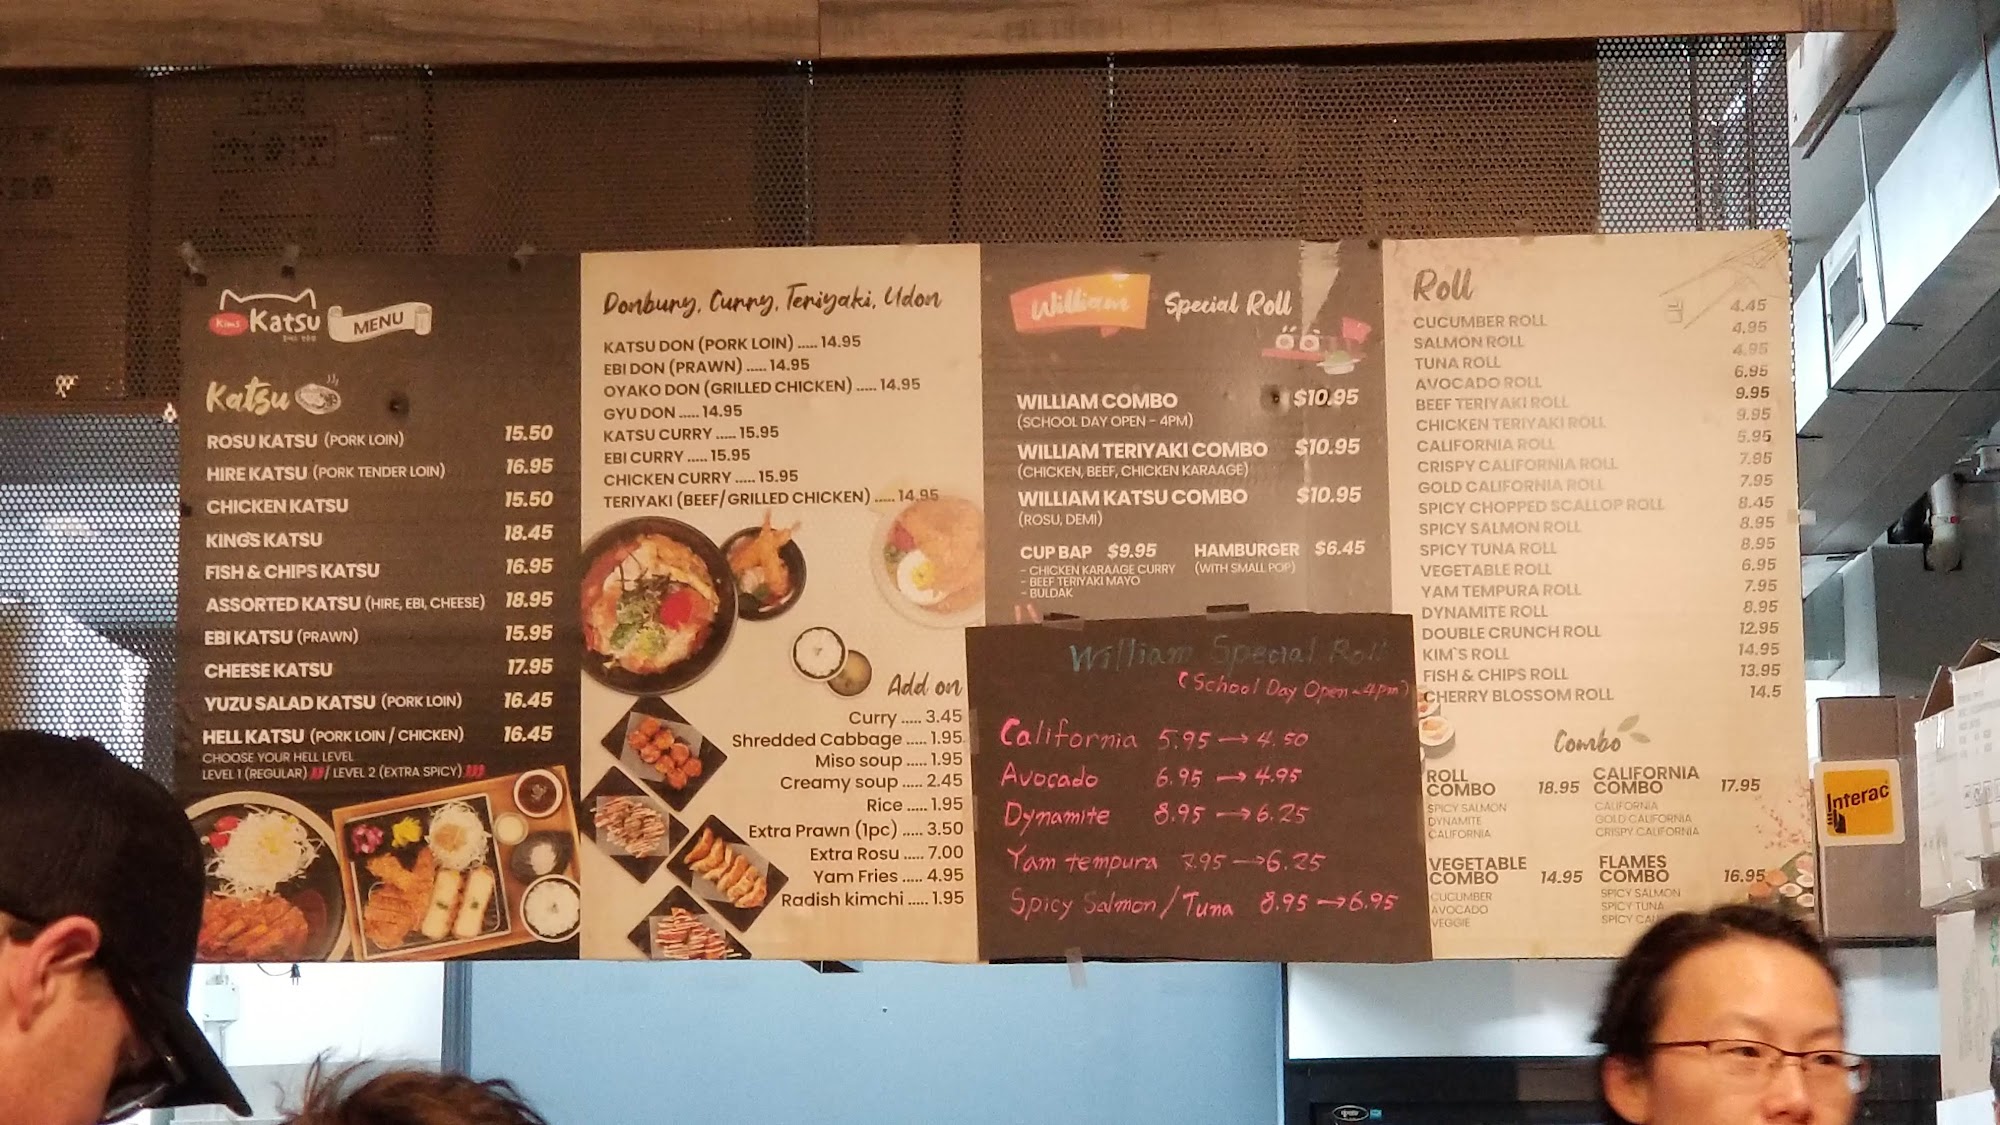 Kims Katsu MENU
Katsu
ROSU KATSU (PORK LOIN) 15.50
HIRE KATSU (PORK TENDER LOIN) 16.95
CHICKEN KATSU 15.50
KING'S KATSU 18.45
FISH & CHIPS KATSU 16.95
ASSORTED KATSU (HIRE, EBI, CHEESE) 18.95
EBI KATSU (PRAWN) 15.95
CHEESE KATSU 17.95
YUZU SALAD KATSU (PORK LOIN) 16.45
HELL KATSU (PORK LOIN / CHICKEN) 16.45
CHOOSE YOUR HELL LEVEL
LEVEL 1 (REGULAR) / LEVEL 2 (EXTRA SPICY)
Donbury, Curry, Teriyaki, Udon
KATSU DON (PORK LOIN) ..... 14.95
EBI DON (PRAWN) ..... 14.95
OYAKO DON (GRILLED CHICKEN) ..... 14.95
GYU DON ..... 14.95
KATSU CURRY ..... 15.95
EBI CURRY ..... 15.95
CHICKEN CURRY ..... 15.95
TERIYAKI (BEEF/GRILLED CHICKEN) ..... 14.95
Add on
Curry ..... 3.45
Shredded Cabbage ..... 1.95
Miso soup ..... 1.95
Creamy soup ..... 2.45
Rice ..... 1.95
Extra Prawn (1pc) ..... 3.50
Extra Rosu ..... 7.00
Yam Fries ..... 4.95
Radish kimchi ..... 1.95
William Special Roll
WILLIAM COMBO $10.95
(SCHOOL DAY OPEN - 4PM)
WILLIAM TERIYAKI COMBO $10.95
(CHICKEN, BEEF, CHICKEN KARAAGE)
WILLIAM KATSU COMBO $10.95
(ROSU, DEMI)
CUP BAP $9.95
- CHICKEN KARAAGE CURRY
- BEEF TERIYAKI MAYO
- BULDAK
HAMBURGER $6.45
(WITH SMALL POP)
William Special Roll
(School Day Open ~ 4pm)
California 5.95 → 4.50
Avocado 6.95 → 4.95
Dynamite 8.95 → 6.25
Yam tempura 7.95 → 6.25
Spicy Salmon / Tuna 8.95 → 6.95
Roll
CUCUMBER ROLL 4.45
SALMON ROLL 4.95
TUNA ROLL 4.95
AVOCADO ROLL 6.95
BEEF TERIYAKI ROLL 9.95
CHICKEN TERIYAKI ROLL 9.95
CALIFORNIA ROLL 5.95
CRISPY CALIFORNIA ROLL 7.95
GOLD CALIFORNIA ROLL 7.95
SPICY CHOPPED SCALLOP ROLL 8.45
SPICY SALMON ROLL 8.95
SPICY TUNA ROLL 8.95
VEGETABLE ROLL 6.95
YAM TEMPURA ROLL 7.95
DYNAMITE ROLL 8.95
DOUBLE CRUNCH ROLL 12.95
KIM'S ROLL 14.95
FISH & CHIPS ROLL 13.95
CHERRY BLOSSOM ROLL 14.5
Combo
ROLL COMBO 18.95
SPICY SALMON
DYNAMITE
CALIFORNIA
CALIFORNIA COMBO 17.95
CALIFORNIA
GOLD CALIFORNIA
CRISPY CALIFORNIA
VEGETABLE COMBO 14.95
CUCUMBER
AVOCADO
VEGGIE
FLAMES COMBO 16.95
SPICY SALMON
SPICY TUNA
SPICY
Interac